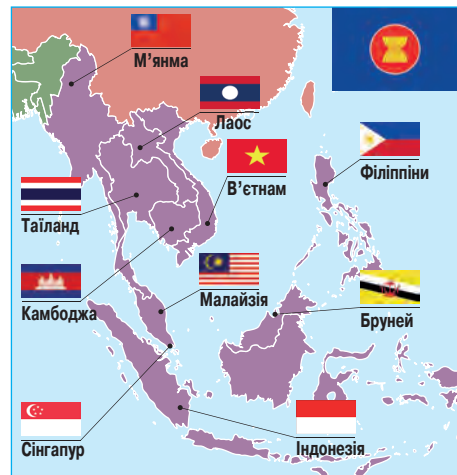 М'янма
Лаос
В'єтнам
Філіппіни
Таїланд
Камбоджа
Малайзія
Бруней
Сінгапур
Індонезія